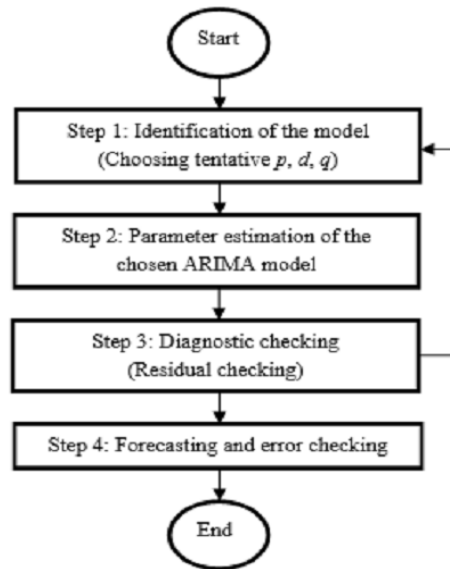 Start
Step 1: Identification of the model
(Choosing tentative p, d, q)
Step 2: Parameter estimation of the
chosen ARIMA model
Step 3: Diagnostic checking
(Residual checking)
Step 4: Forecasting and error checking
End